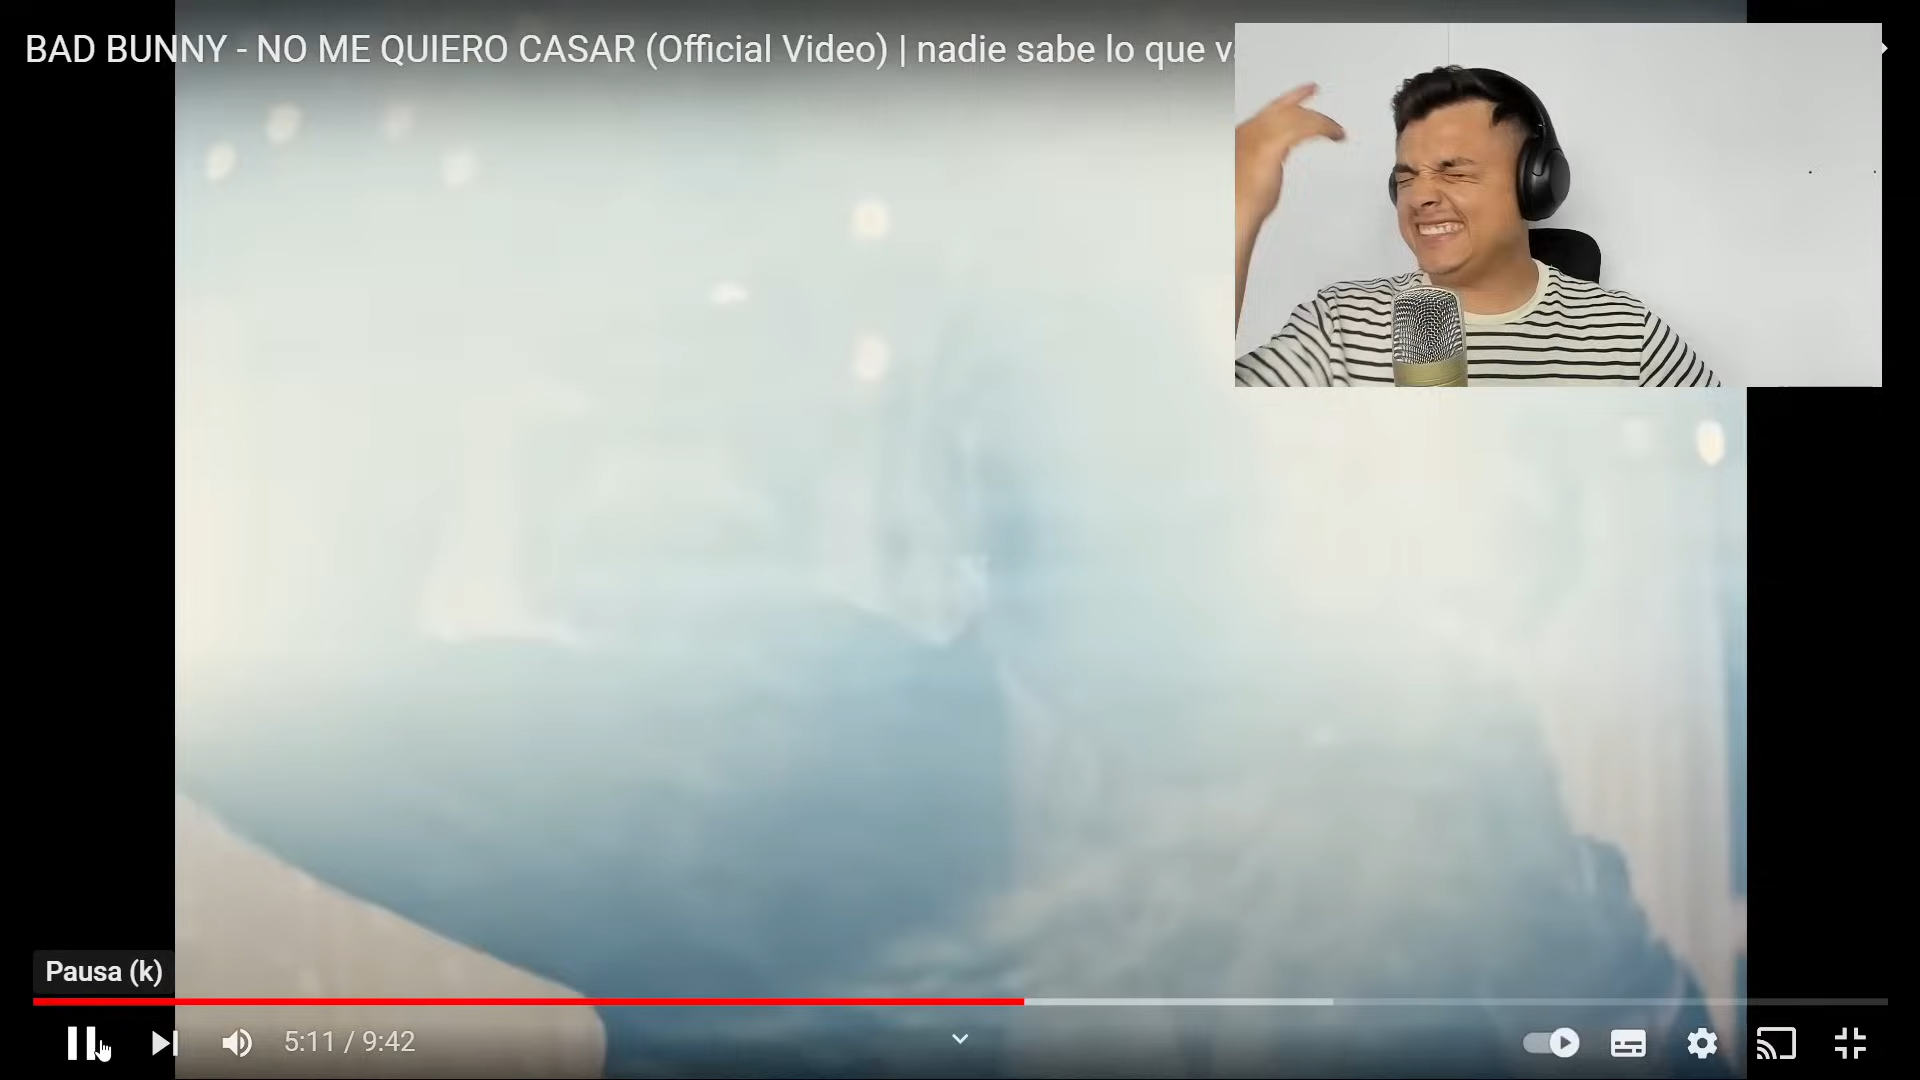 BAD BUNNY - NO ME QUIERO CASAR (Official Video) | nadie sabe lo que
Pausa (k)
5:11 / 9:42